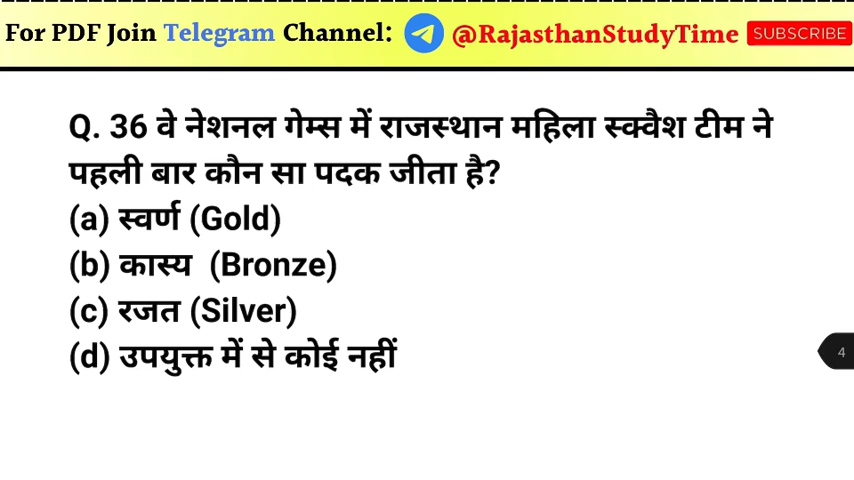 For PDF Join Telegram Channel: @RajasthanStudyTime SUBSCRIBE
Q. 36 वे नेशनल गेम्स में राजस्थान महिला स्क्वैश टीम ने
पहली बार कौन सा पदक जीता है?
(a) स्वर्ण (Gold)
(b) कास्य (Bronze)
(c) रजत (Silver)
(d) उपयुक्त में से कोई नहीं
4